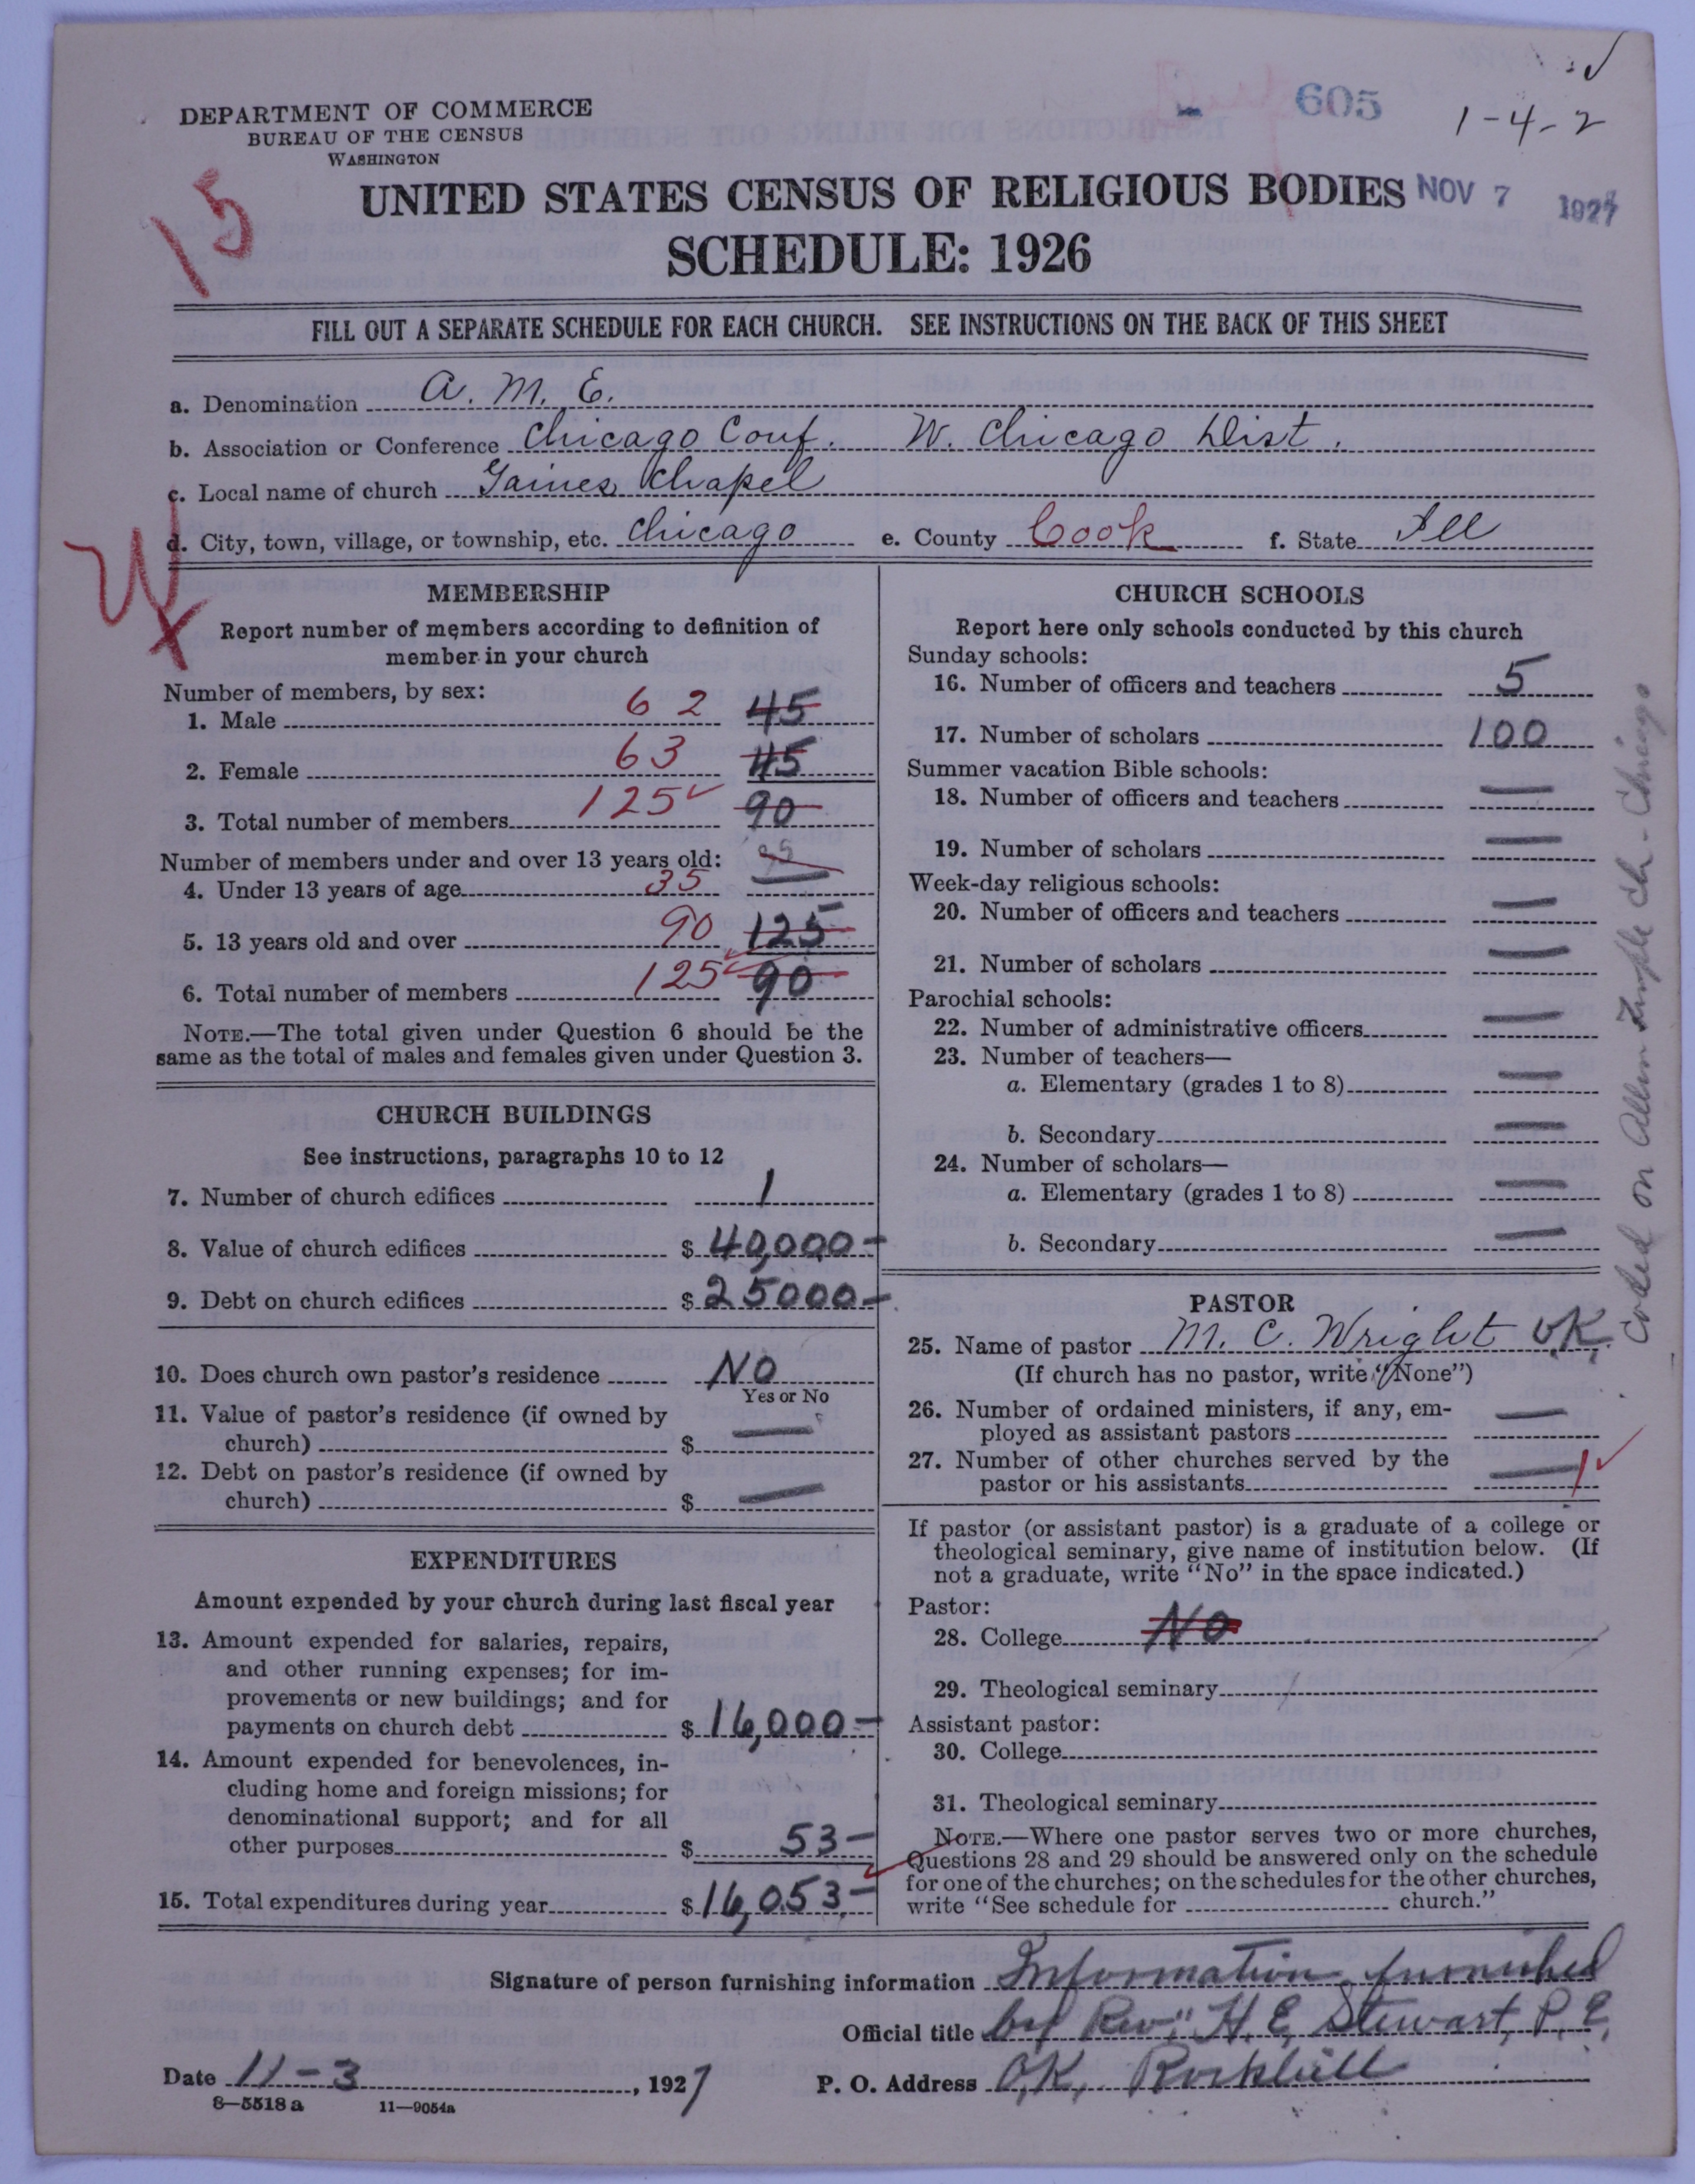 605
1-4-2
DEPARTMENT OF COMMERCE
BUREAU OF THE CENSUS
WASHINGTON
15
UNITED STATES CENSUS OF RELIGIOUS BODIES NOV 7 1927
SCHEDULE: 1926
FILL OUT A SEPARATE SCHEDULE FOR EACH CHURCH. SEE INSTRUCTIONS ON THE BACK OF THIS SHEET
a. Denomination A. M. E.
b. Association or Conference Chicago Conf. W. Chicago Dist.
c. Local name of church Gaines Chapel
d. City, town, village, or township, etc. Chicago e. County Cook f. State Ill
MEMBERSHIP
Report number of members according to definition of
member in your church
Number of members, by sex:
1. Male 62 45
2. Female 63 45
3. Total number of members 125 90
Number of members under and over 13 years old:
4. Under 13 years of age 35
5. 13 years old and over 90 125
6. Total number of members 125 90
NOTE.—The total given under Question 6 should be the
same as the total of males and females given under Question 3.
CHURCH BUILDINGS
See instructions, paragraphs 10 to 12
7. Number of church edifices 1
8. Value of church edifices $ 40,000 -
9. Debt on church edifices $ 25000 -
10. Does church own pastor's residence NO
Yes or No
11. Value of pastor's residence (if owned by
church) $ —
12. Debt on pastor's residence (if owned by
church) $ —
EXPENDITURES
Amount expended by your church during last fiscal year
13. Amount expended for salaries, repairs,
and other running expenses; for im-
provements or new buildings; and for
payments on church debt $ 16,000 -
14. Amount expended for benevolences, in-
cluding home and foreign missions; for
denominational support; and for all
other purposes $ 53 -
15. Total expenditures during year $ 16,053 -
CHURCH SCHOOLS
Report here only schools conducted by this church
Sunday schools:
16. Number of officers and teachers 5
17. Number of scholars 100
Summer vacation Bible schools:
18. Number of officers and teachers —
19. Number of scholars —
Week-day religious schools:
20. Number of officers and teachers —
21. Number of scholars —
Parochial schools:
22. Number of administrative officers —
23. Number of teachers—
a. Elementary (grades 1 to 8) —
b. Secondary —
24. Number of scholars—
a. Elementary (grades 1 to 8) —
b. Secondary —
PASTOR
25. Name of pastor M. C. Wright O.K.
(If church has no pastor, write "None")
26. Number of ordained ministers, if any, em-
ployed as assistant pastors —
27. Number of other churches served by the
pastor or his assistants — 1
If pastor (or assistant pastor) is a graduate of a college or
theological seminary, give name of institution below. (If
not a graduate, write "No" in the space indicated.)
Pastor:
28. College NO
29. Theological seminary
Assistant pastor:
30. College
31. Theological seminary
NOTE.—Where one pastor serves two or more churches,
Questions 28 and 29 should be answered only on the schedule
for one of the churches; on the schedules for the other churches,
write "See schedule for church."
Coded on Allen Temple Ch - Chicago
Signature of person furnishing information Information furnished
Official title by Rev. H. E. Stewart, P. E.
Date 11-3, 1927 P. O. Address O.K.
8—5518 a 11—9054a